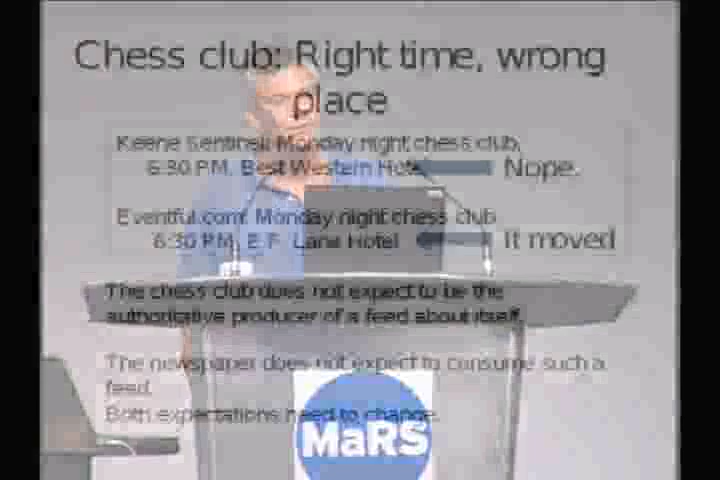 Chess club: Right time, wrong
place
Keene Sentinel: Monday night chess club,
6:30 PM, Best Western Hotel
Nope.
Eventful.com: Monday night chess club
6:30 PM, E.F. Lane Hotel
It moved
The chess club does not expect to be the
authoritative producer of a feed about itself.
The newspaper does not expect to consume such a
feed.
Both expectations need to change.
MaRS